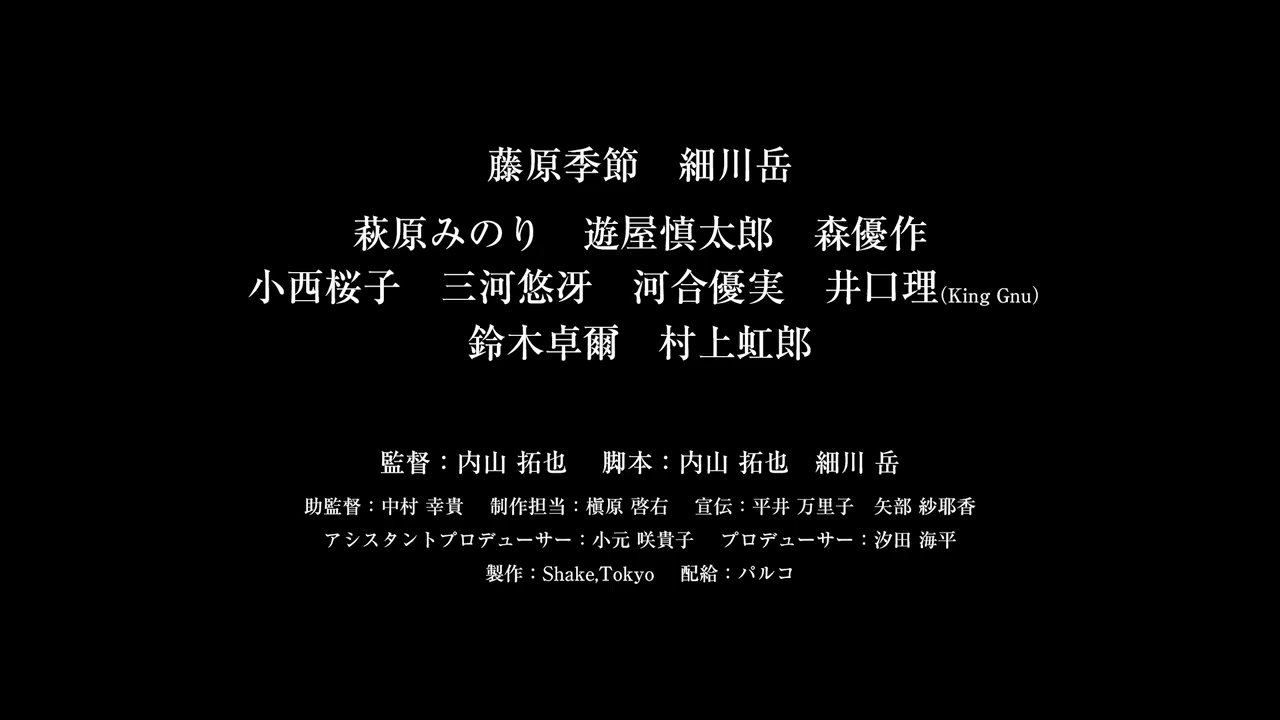 藤原季節　細川岳
萩原みのり　遊屋慎太郎　森優作
小西桜子　三河悠冴　河合優実　井口理(King Gnu)
鈴木卓爾　村上虹郎
監督：内山 拓也　脚本：内山 拓也　細川 岳
助監督：中村 幸貴　制作担当：槇原 啓右　宣伝：平井 万里子　矢部 紗耶香
アシスタントプロデューサー：小元 咲貴子　プロデューサー：汐田 海平
製作：Shake,Tokyo　配給：パルコ